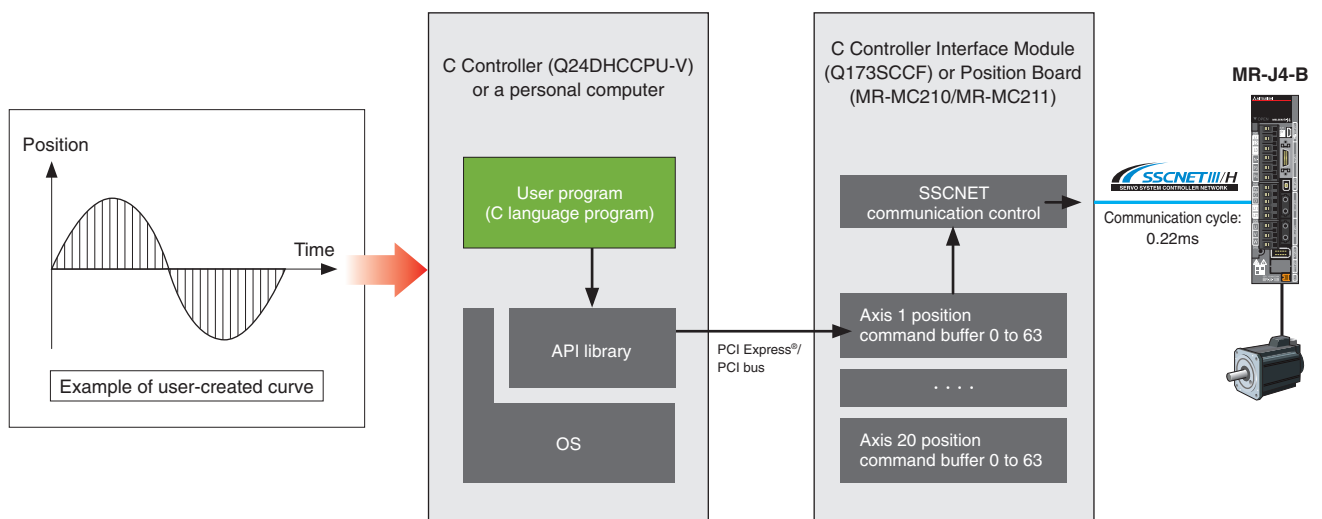 Position
Time
Example of user-created curve
C Controller (Q24DHCCPU-V)
or a personal computer
User program
(C language program)
API library
OS
PCI Express®/
PCI bus
C Controller Interface Module
(Q173SCCF) or Position Board
(MR-MC210/MR-MC211)
SSCNET
communication control
Axis 1 position
command buffer 0 to 63
. . . .
Axis 20 position
command buffer 0 to 63
SSCNETIII/H
SERVO SYSTEM CONTROLLER NETWORK
Communication cycle:
0.22ms
MR-J4-B